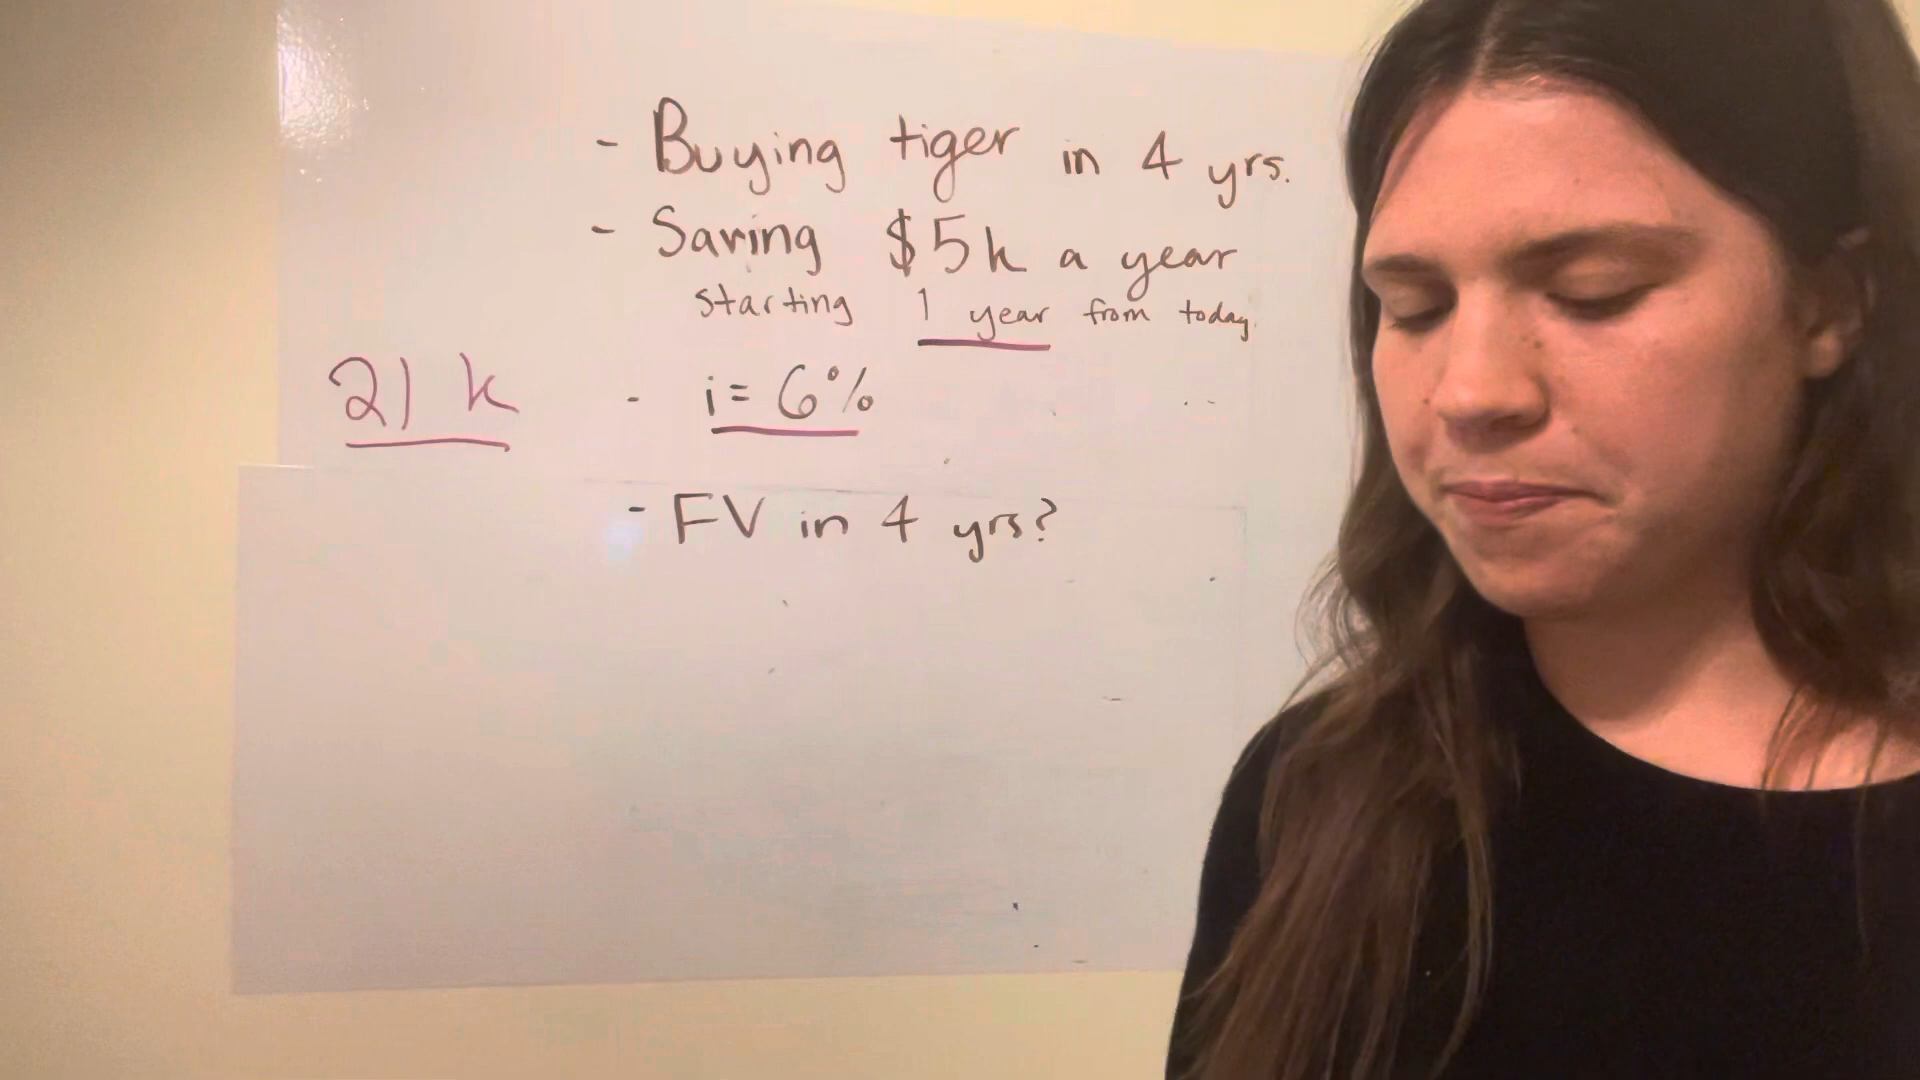 - Buying tiger in 4 yrs.
- Saving $5k a year
starting 1 year from today.
21 k
- i = 6%
- FV in 4 yrs?